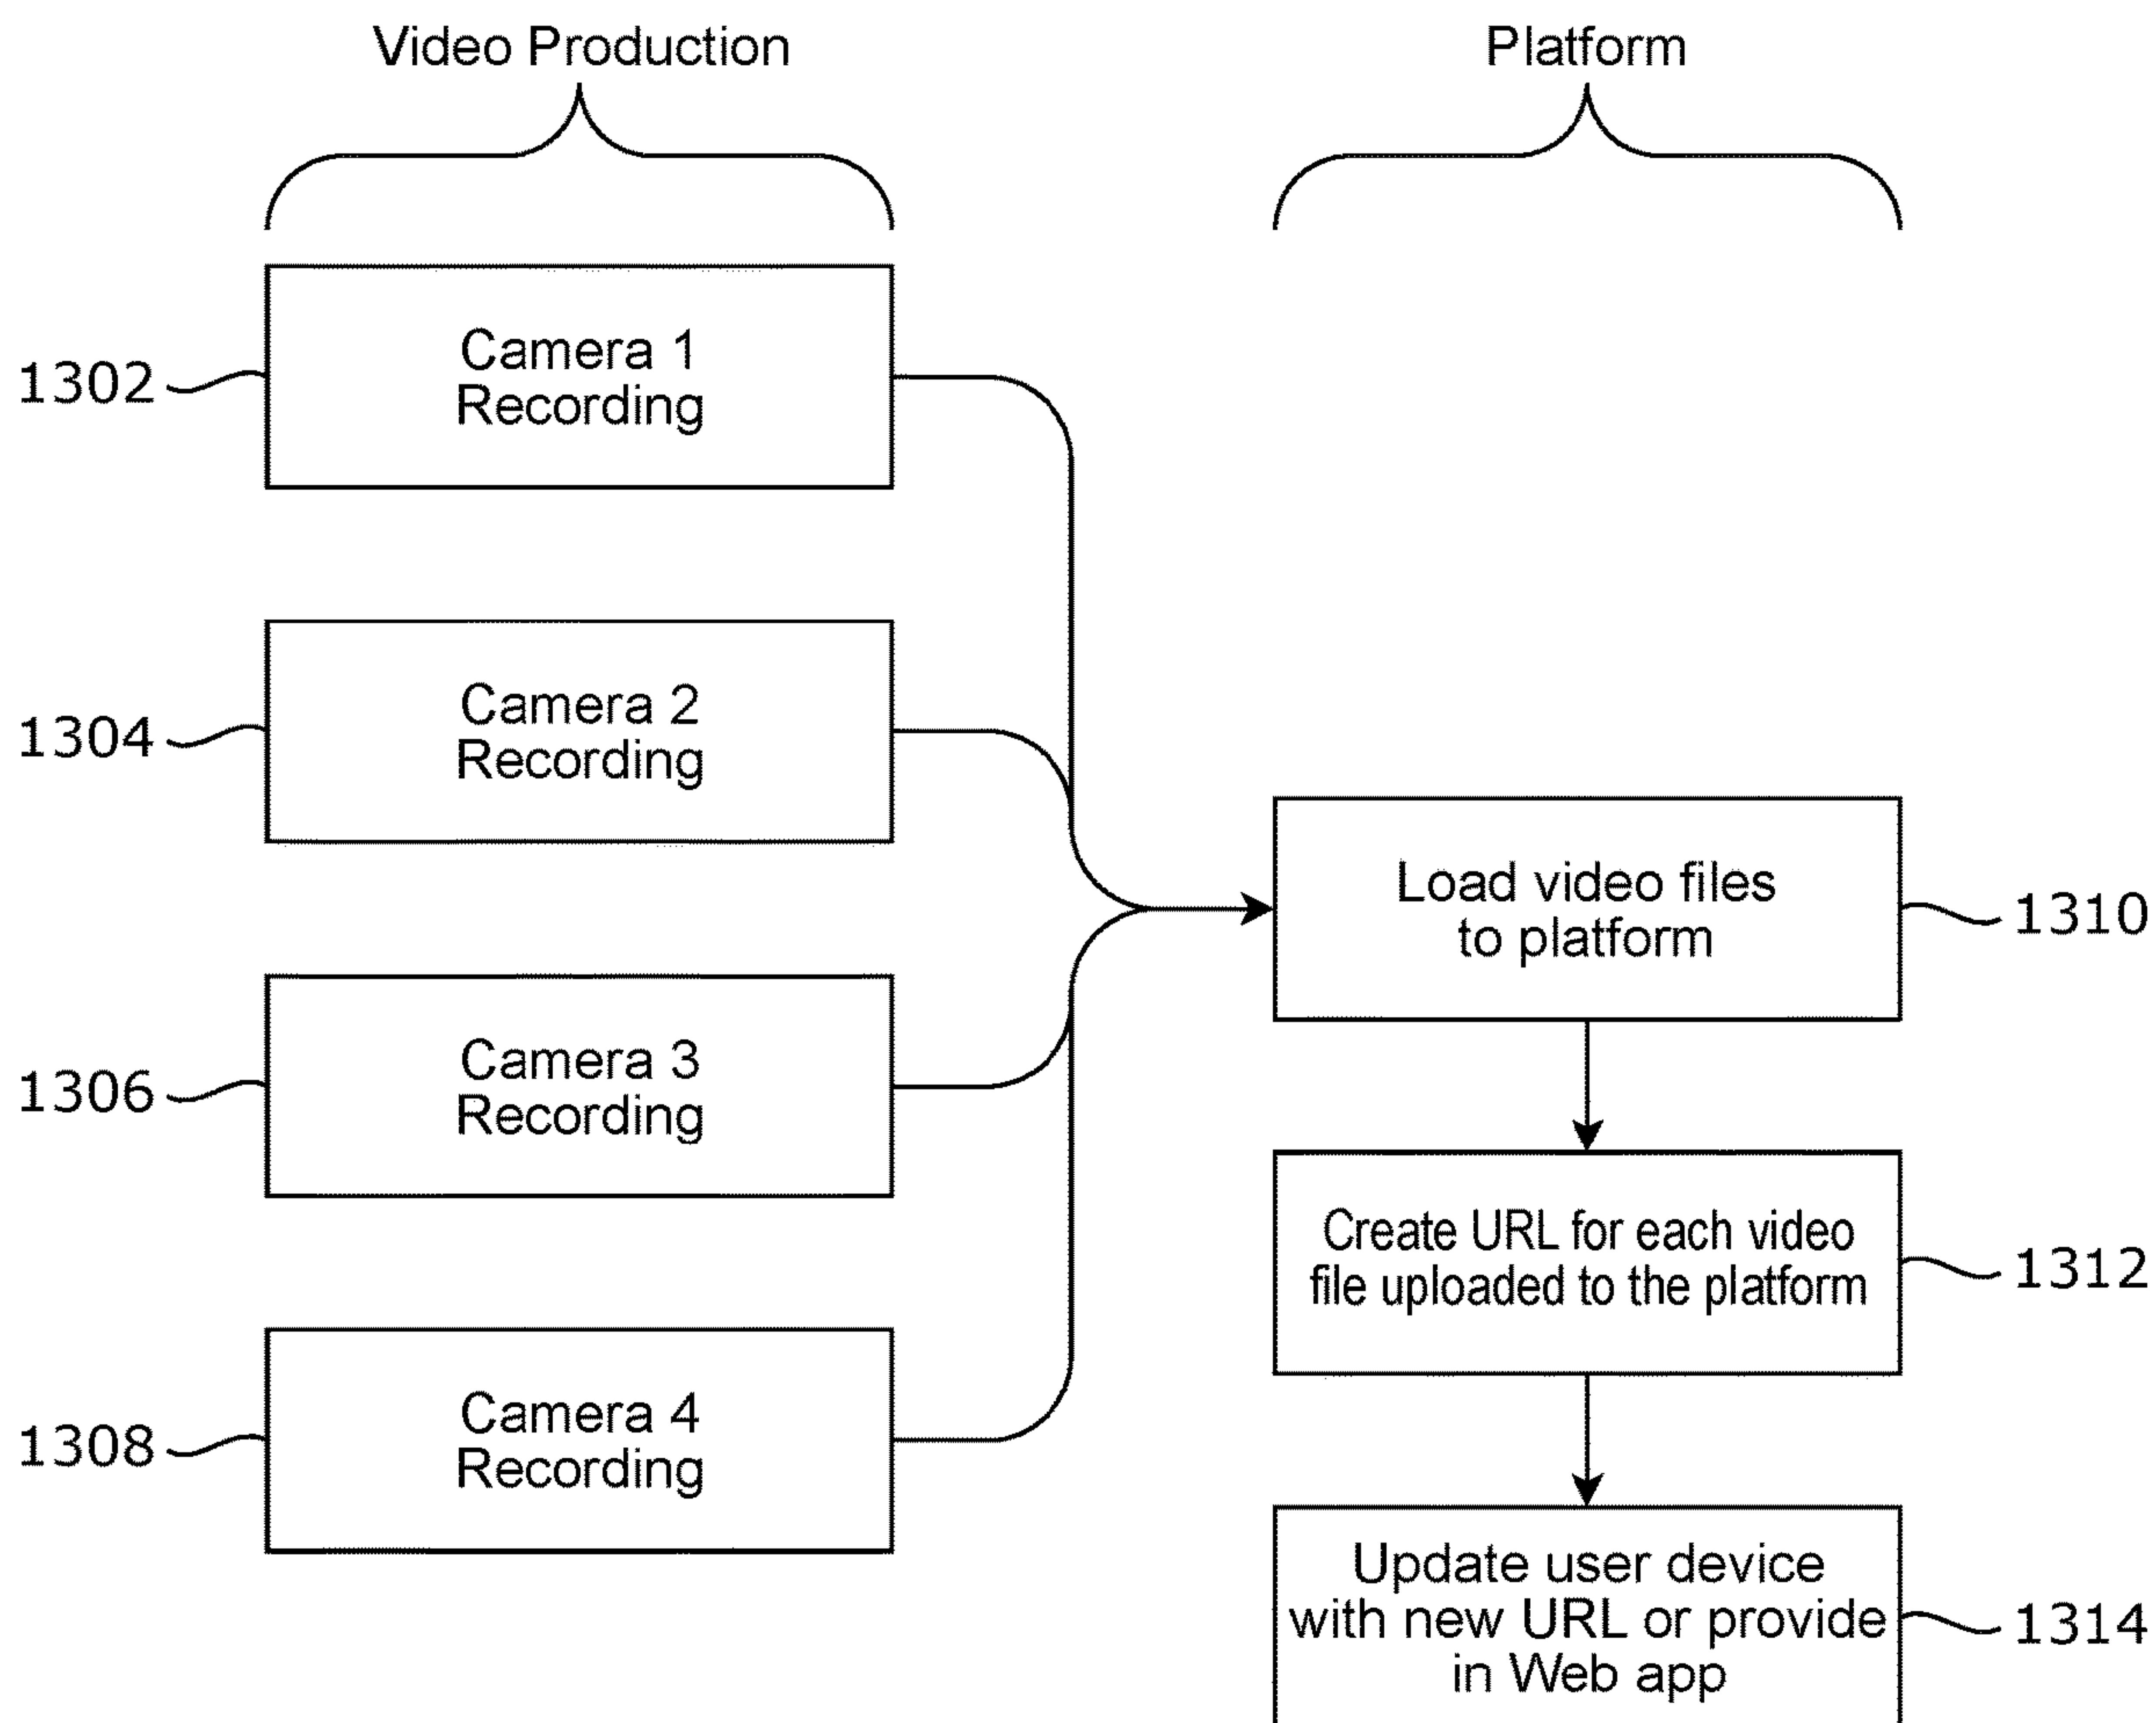 Video Production
Platform
1302
Camera 1
Recording
1304
Camera 2
Recording
1306
Camera 3
Recording
1308
Camera 4
Recording
Load video files
to platform
1310
Create URL for each video
file uploaded to the platform
1312
Update user device
with new URL or provide
in Web app
1314